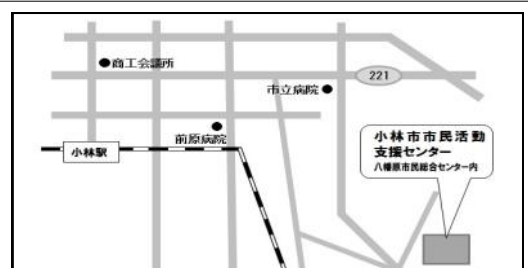 商工会議所
221
市立病院
前原病院
小林駅
小林市市民活動
支援センター
八幡原市民総合センター内